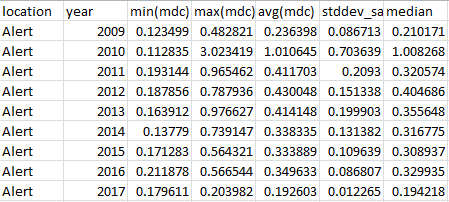 location year min(mdc) max(mdc) avg(mdc) stddev_sa median
Alert 2009 0.123499 0.482821 0.236398 0.086713 0.210171
Alert 2010 0.112835 3.023419 1.010645 0.703639 1.008268
Alert 2011 0.193144 0.965462 0.411703 0.2093 0.320574
Alert 2012 0.187856 0.787936 0.430048 0.151338 0.404686
Alert 2013 0.163912 0.976627 0.414148 0.199903 0.355648
Alert 2014 0.13779 0.739147 0.338335 0.131382 0.316775
Alert 2015 0.171283 0.564321 0.333889 0.109639 0.308937
Alert 2016 0.211878 0.566544 0.349633 0.086807 0.329935
Alert 2017 0.179611 0.203982 0.192603 0.012265 0.194218